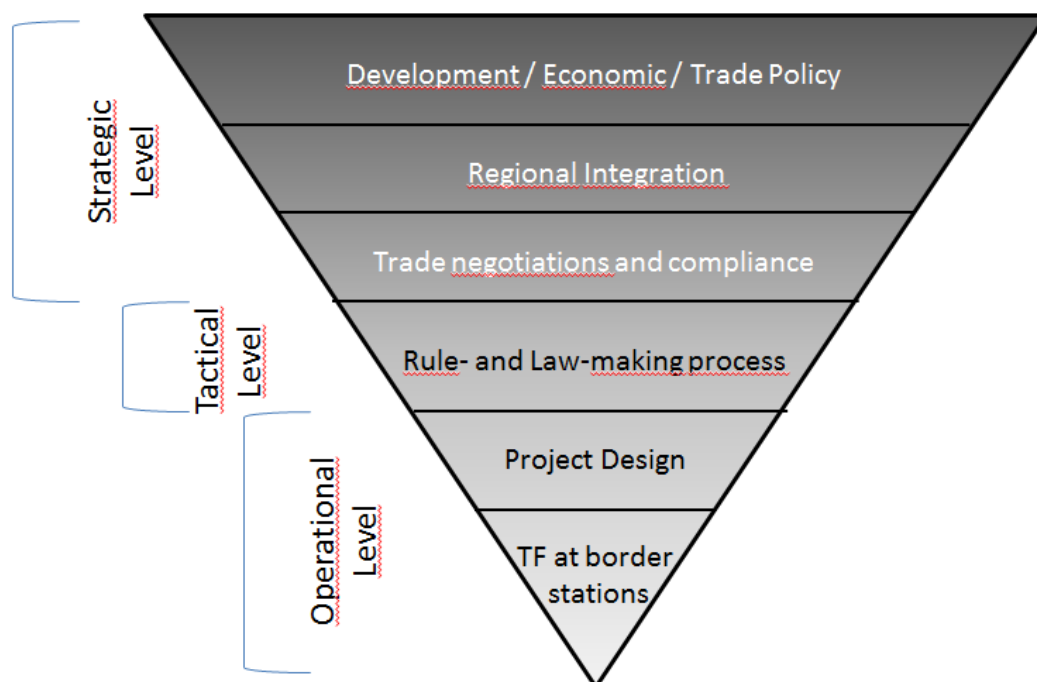 Strategic
Level
Development / Economic / Trade Policy
Regional Integration
Trade negotiations and compliance
Tactical
Level
Rule- and Law-making process
Operational
Level
Project Design
TF at border
stations